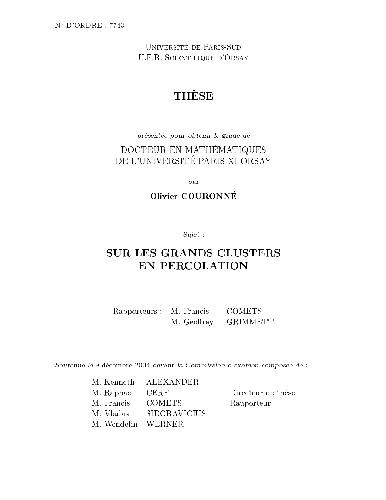 N° D'ORDRE : 7743
UNIVERSITÉ DE PARIS-SUD
U.F.R. SCIENTIFIQUE D'ORSAY
THÈSE
présentée pour obtenir le grade de
DOCTEUR EN MATHÉMATIQUES
DE L'UNIVERSITÉ PARIS XI ORSAY
par
Olivier COURONNÉ
Sujet :
SUR LES GRANDS CLUSTERS
EN PERCOLATION
Rapporteurs : M. Francis COMETS
M. Geoffrey GRIMMETT
Soutenue le décembre 2004 devant la Commission d'examen composée de :
M. Kenneth ALEXANDER
M. Raphaël CERF Directeur de thèse
M. Francis COMETS Rapporteur
M. Vladas SIDORAVICIUS
M. Wendelin WERNER